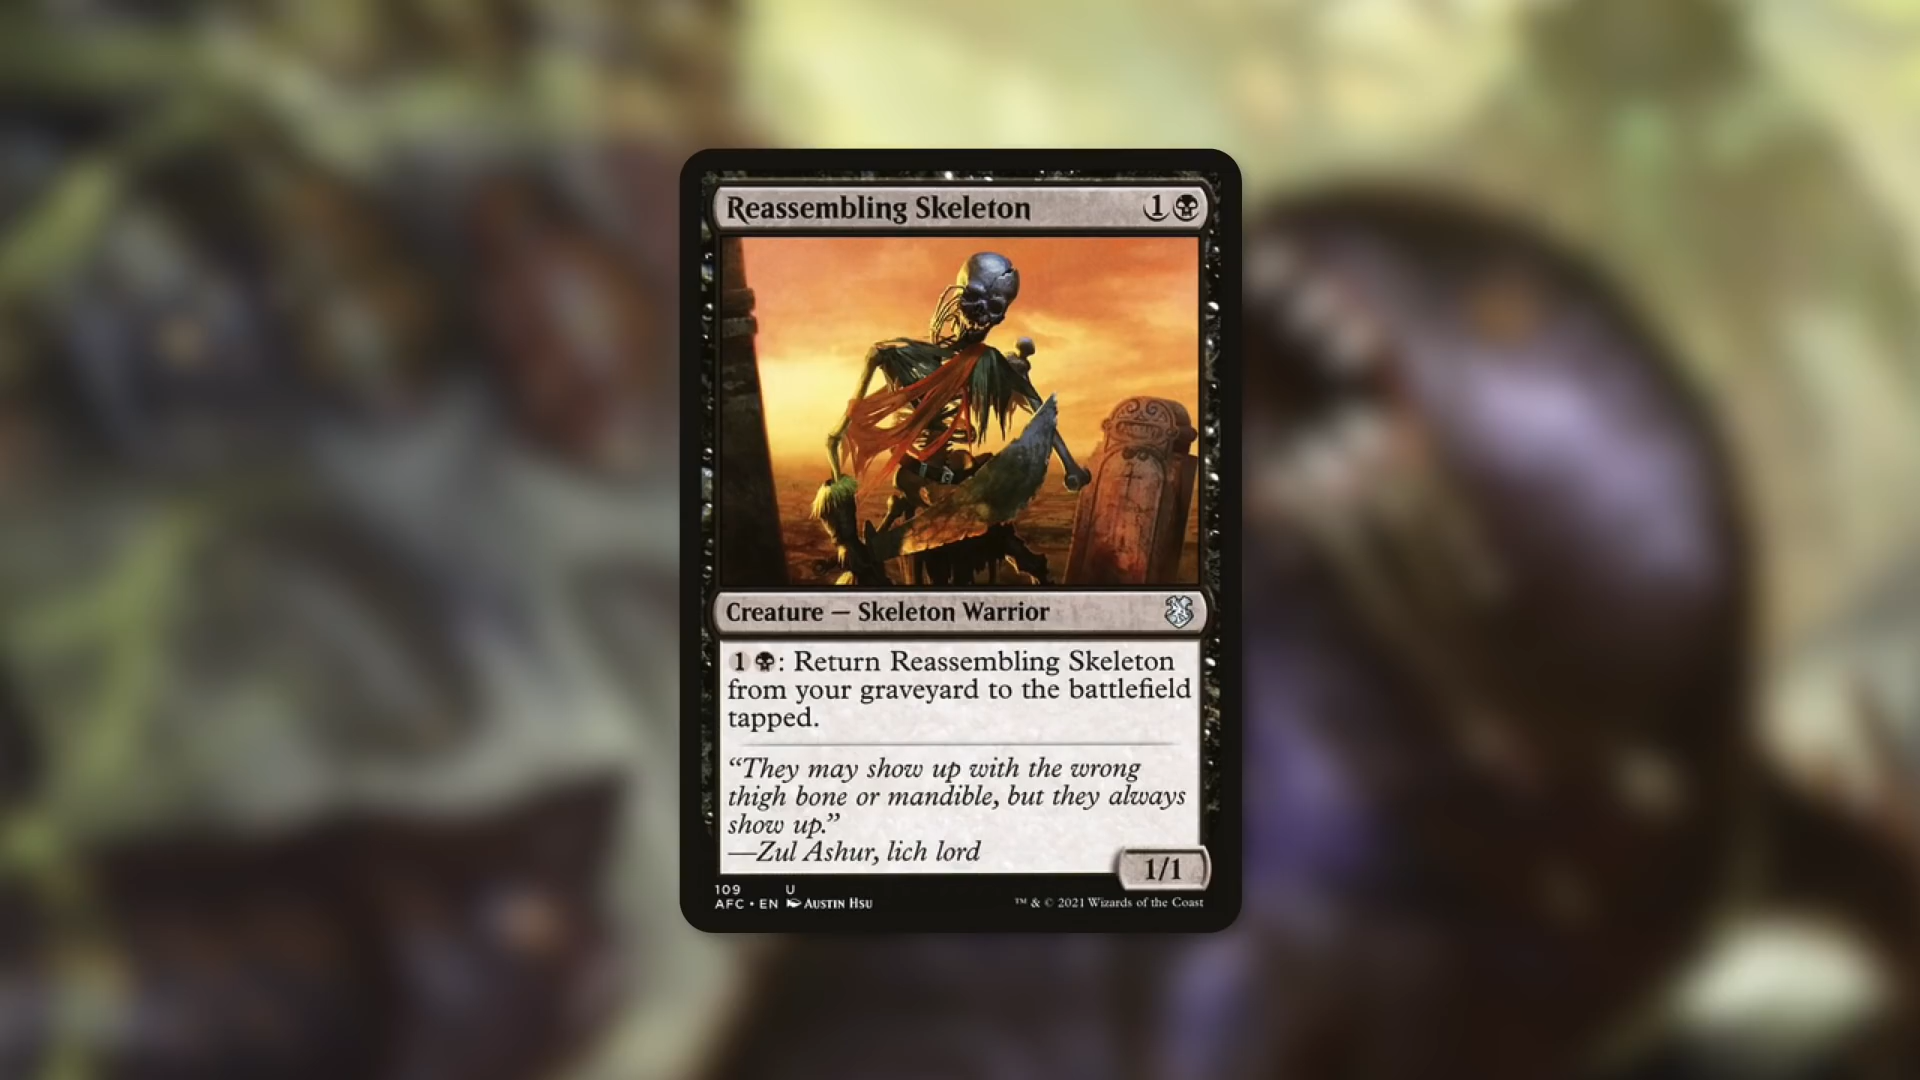 Reassembling Skeleton 1
Creature — Skeleton Warrior
1 : Return Reassembling Skeleton
from your graveyard to the battlefield
tapped.
“They may show up with the wrong
thigh bone or mandible, but they always
show up.”
—Zul Ashur, lich lord
1/1
109 U
AFC • EN Austin Hsu ™ & © 2021 Wizards of the Coast